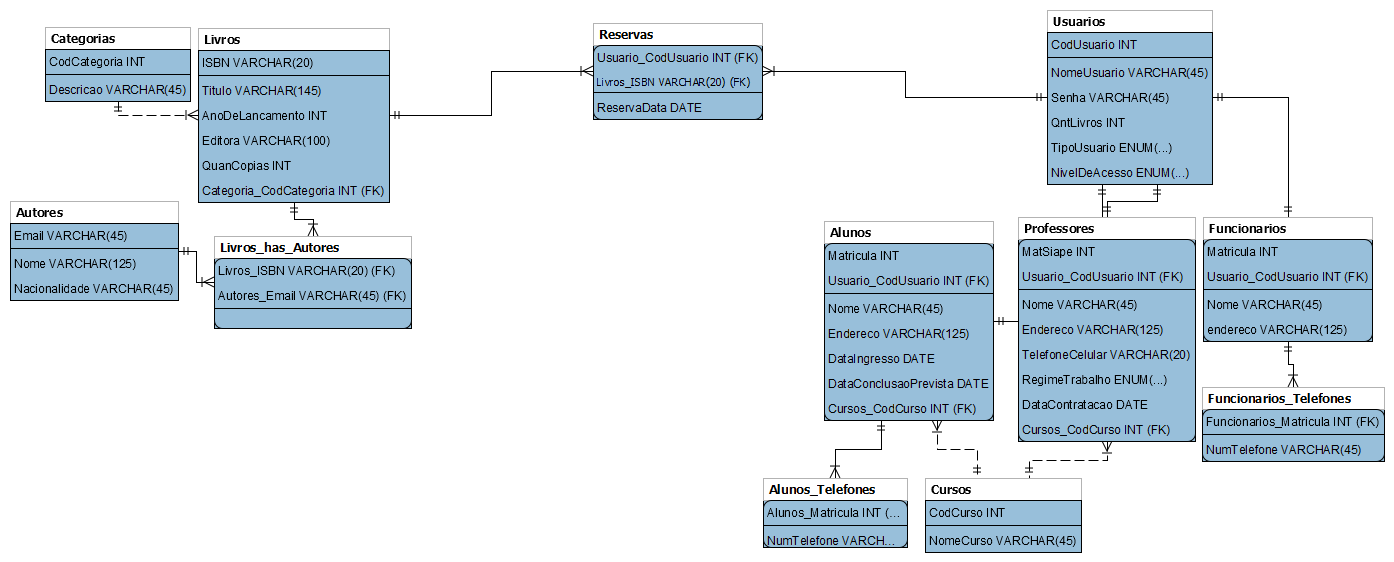 Categorias
CodCategoria INT
Descricao VARCHAR(45)
Livros
ISBN VARCHAR(20)
Titulo VARCHAR(145)
AnoDeLancamento INT
Editora VARCHAR(100)
QuanCopias INT
Categoria_CodCategoria INT (FK)
Reservas
Usuario_CodUsuario INT (FK)
Livros_ISBN VARCHAR(20) (FK)
ReservaData DATE
Usuarios
CodUsuario INT
NomeUsuario VARCHAR(45)
Senha VARCHAR(45)
QntLivros INT
TipoUsuario ENUM(...)
NivelDeAcesso ENUM(...)
Autores
Email VARCHAR(45)
Nome VARCHAR(125)
Nacionalidade VARCHAR(45)
Livros_has_Autores
Livros_ISBN VARCHAR(20) (FK)
Autores_Email VARCHAR(45) (FK)
Alunos
Matricula INT
Usuario_CodUsuario INT (FK)
Nome VARCHAR(45)
Endereco VARCHAR(125)
DataIngresso DATE
DataConclusaoPrevista DATE
Cursos_CodCurso INT (FK)
Professores
MatSiape INT
Usuario_CodUsuario INT (FK)
Nome VARCHAR(45)
Endereco VARCHAR(125)
TelefoneCelular VARCHAR(20)
RegimeTrabalho ENUM(...)
DataContratacao DATE
Cursos_CodCurso INT (FK)
Funcionarios
Matricula INT
Usuario_CodUsuario INT (FK)
Nome VARCHAR(45)
endereco VARCHAR(125)
Funcionarios_Telefones
Funcionarios_Matricula INT (FK)
NumTelefone VARCHAR(45)
Alunos_Telefones
Alunos_Matricula INT (...
NumTelefone VARCH...
Cursos
CodCurso INT
NomeCurso VARCHAR(45)